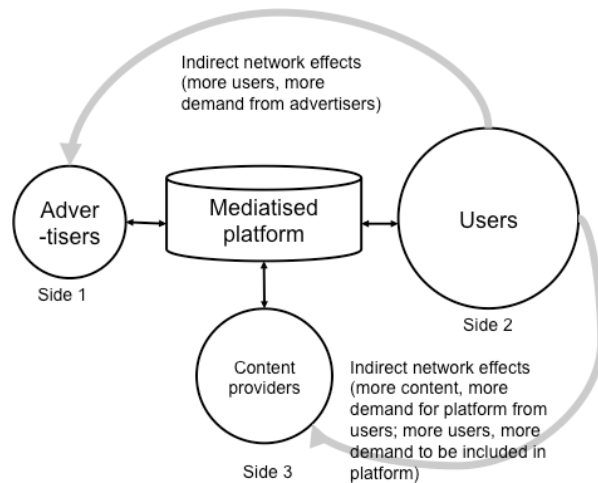 Indirect network effects
(more users, more
demand from advertisers)
Adver
-tisers
Mediatised
platform
Users
Side 1
Side 2
Content
providers
Indirect network effects
(more content, more
demand for platform from
users; more users, more
demand to be included in
platform)
Side 3